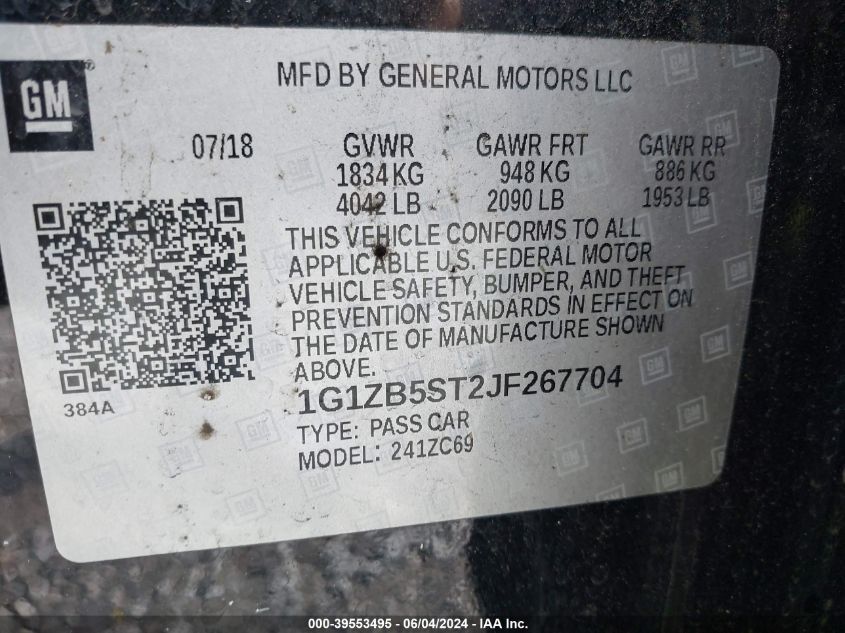 MFD BY GENERAL MOTORS LLC
GM
07/18 GVWR GAWR FRT GAWR RR
1834 KG 948 KG 886 KG
4042 LB 2090 LB 1953 LB
THIS VEHICLE CONFORMS TO ALL
APPLICABLE U.S. FEDERAL MOTOR
VEHICLE SAFETY, BUMPER, AND THEFT
PREVENTION STANDARDS IN EFFECT ON
THE DATE OF MANUFACTURE SHOWN
ABOVE.
384A
1G1ZB5ST2JF267704
TYPE: PASS CAR
MODEL: 241ZC69
000-39553495 - 06/04/2024 - IAA Inc.